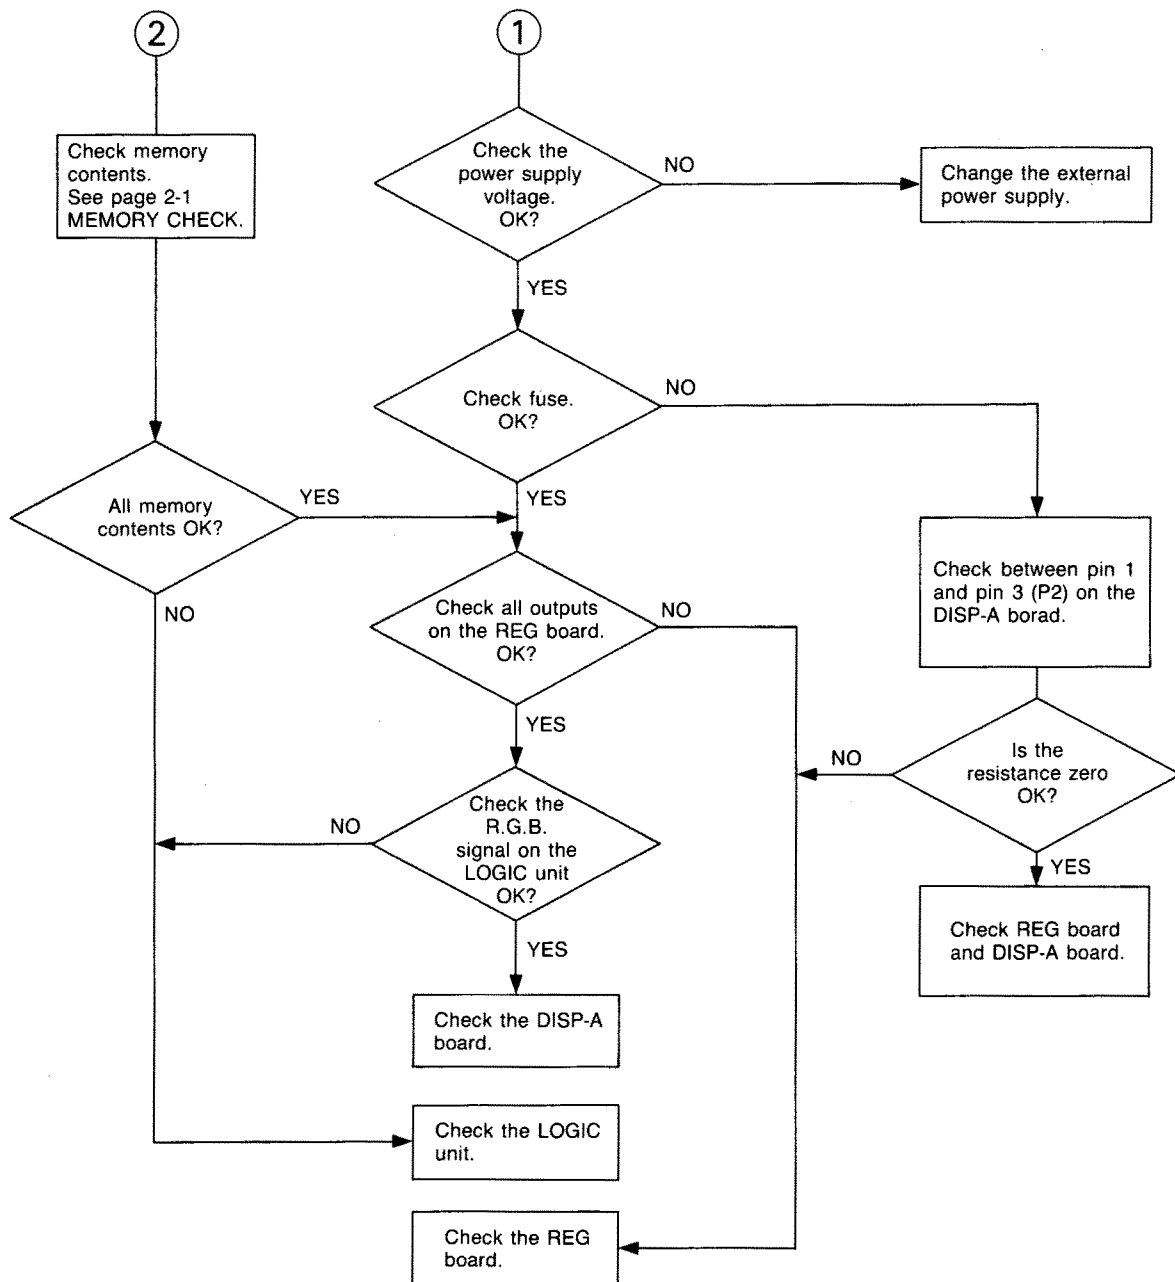 2
1
Check memory
contents.
See page 2-1
MEMORY CHECK.
Check the
power supply
voltage.
OK?
NO
Change the external
power supply.
YES
Check fuse.
OK?
NO
YES
All memory
contents OK?
YES
NO
Check all outputs
on the REG board.
OK?
NO
YES
Check between pin 1
and pin 3 (P2) on the
DISP-A borad.
Is the
resistance zero
OK?
NO
YES
Check REG board
and DISP-A board.
Check the
R.G.B.
signal on the
LOGIC unit
OK?
NO
YES
Check the DISP-A
board.
Check the LOGIC
unit.
Check the REG
board.